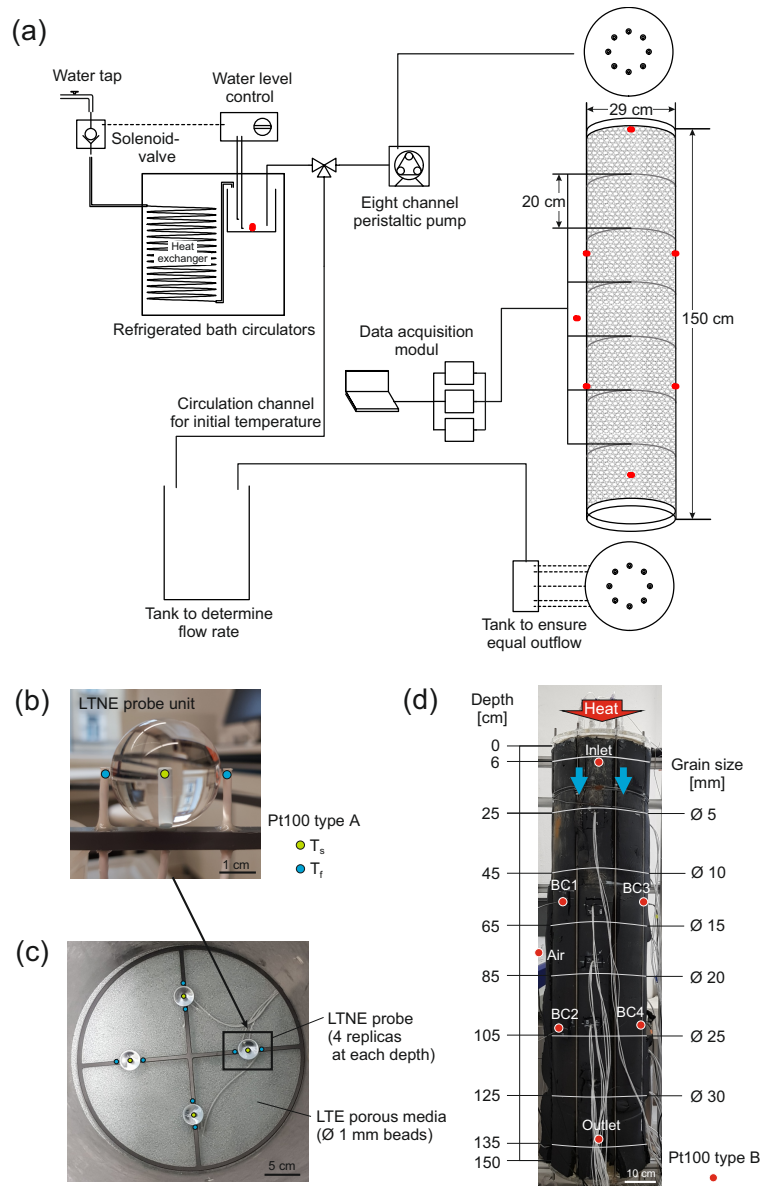 (a)
Water tap
Solenoid-
valve
Water level
control
Heat
exchanger
Refrigerated bath circulators
Eight channel
peristaltic pump
29 cm
20 cm
150 cm
Data acquisition
modul
Circulation channel
for initial temperature
Tank to determine
flow rate
Tank to ensure
equal outflow
(b)
LTNE probe unit
1 cm
Pt100 type A
Ts
Tf
(c)
LTNE probe
(4 replicas
at each depth)
LTE porous media
(Ø 1 mm beads)
5 cm
(d)
Depth
[cm]
0
6
25
45
65
85
105
125
135
150
Heat
Inlet
BC1
BC3
Air
BC2
BC4
Outlet
10 cm
Grain size
[mm]
Ø 5
Ø 10
Ø 15
Ø 20
Ø 25
Ø 30
Pt100 type B